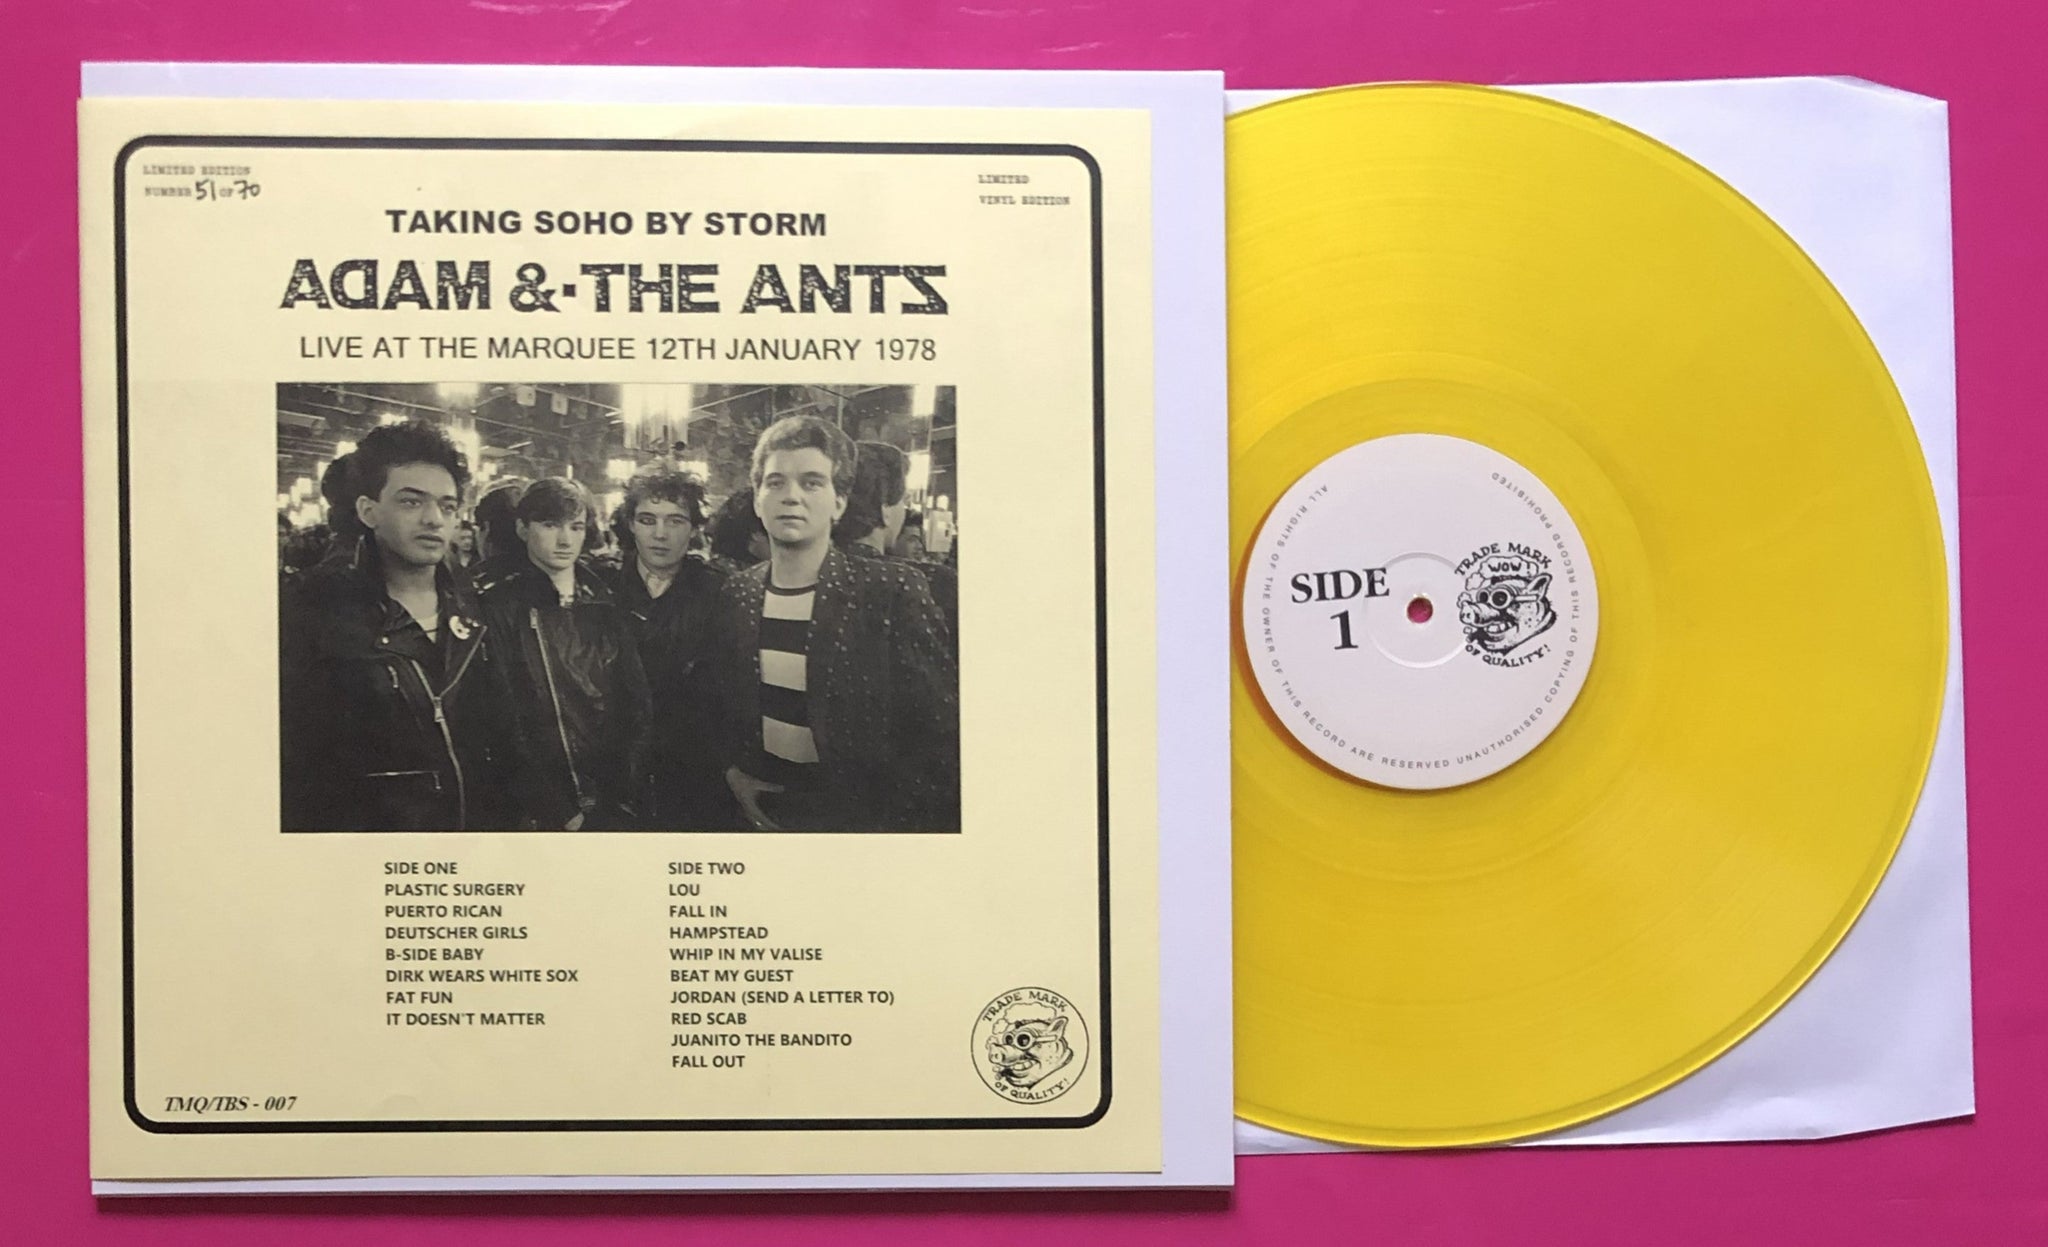 LIMITED EDITION
NUMBER 51 OF 70
LIMITED
VINYL EDITION
TAKING SOHO BY STORM
ADAM & THE ANTZ
LIVE AT THE MARQUEE 12TH JANUARY 1978
SIDE ONE
PLASTIC SURGERY
PUERTO RICAN
DEUTSCHER GIRLS
B-SIDE BABY
DIRK WEARS WHITE SOX
FAT FUN
IT DOESN'T MATTER
SIDE TWO
LOU
FALL IN
HAMPSTEAD
WHIP IN MY VALISE
BEAT MY GUEST
JORDAN (SEND A LETTER TO)
RED SCAB
JUANITO THE BANDITO
FALL OUT
TMQ/TBS - 007
TRADE MARK
OF QUALITY!
ALL RIGHTS OF THE OWNER OF THIS RECORD ARE RESERVED UNAUTHORISED COPYING OF THIS RECORD PROHIBITED
SIDE
1
TRADE MARK
WOW!
OF QUALITY!